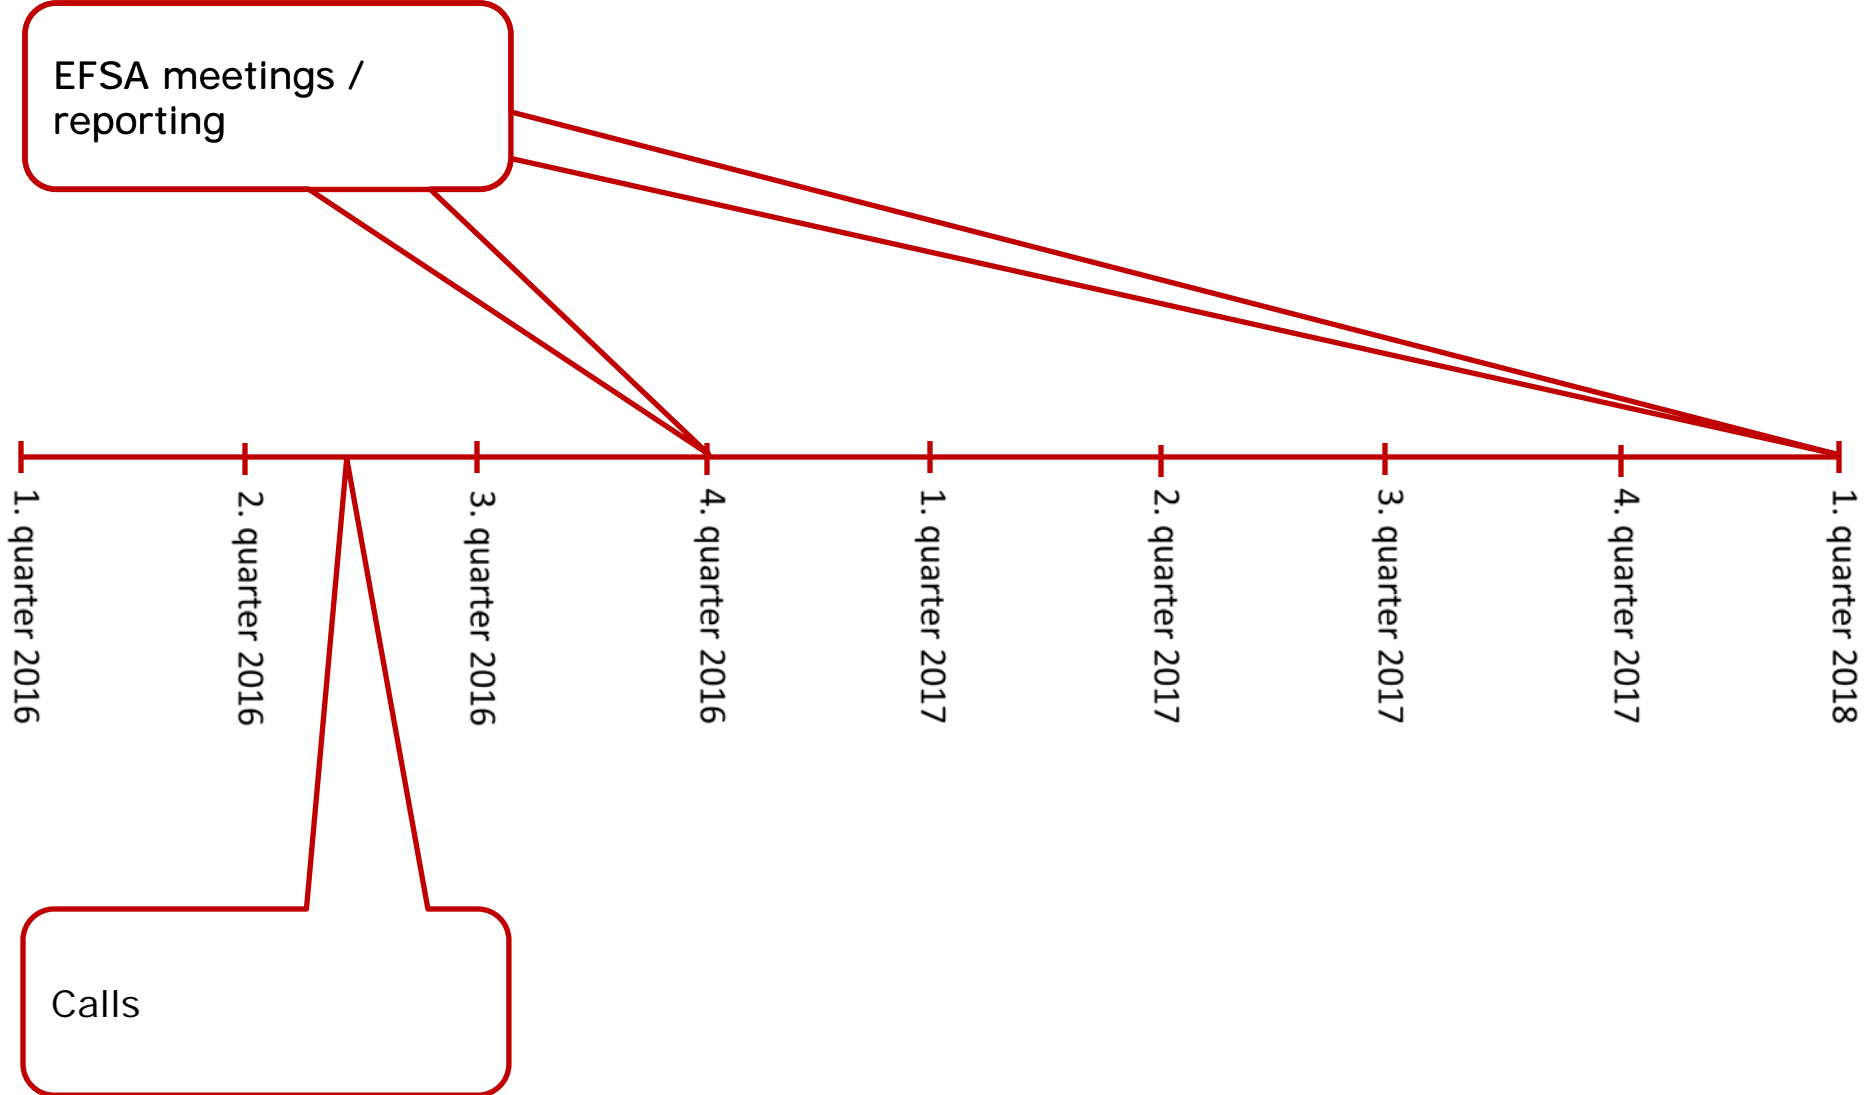 EFSA meetings /
reporting
1. quarter 2016
2. quarter 2016
3. quarter 2016
4. quarter 2016
1. quarter 2017
2. quarter 2017
3. quarter 2017
4. quarter 2017
1. quarter 2018
Calls